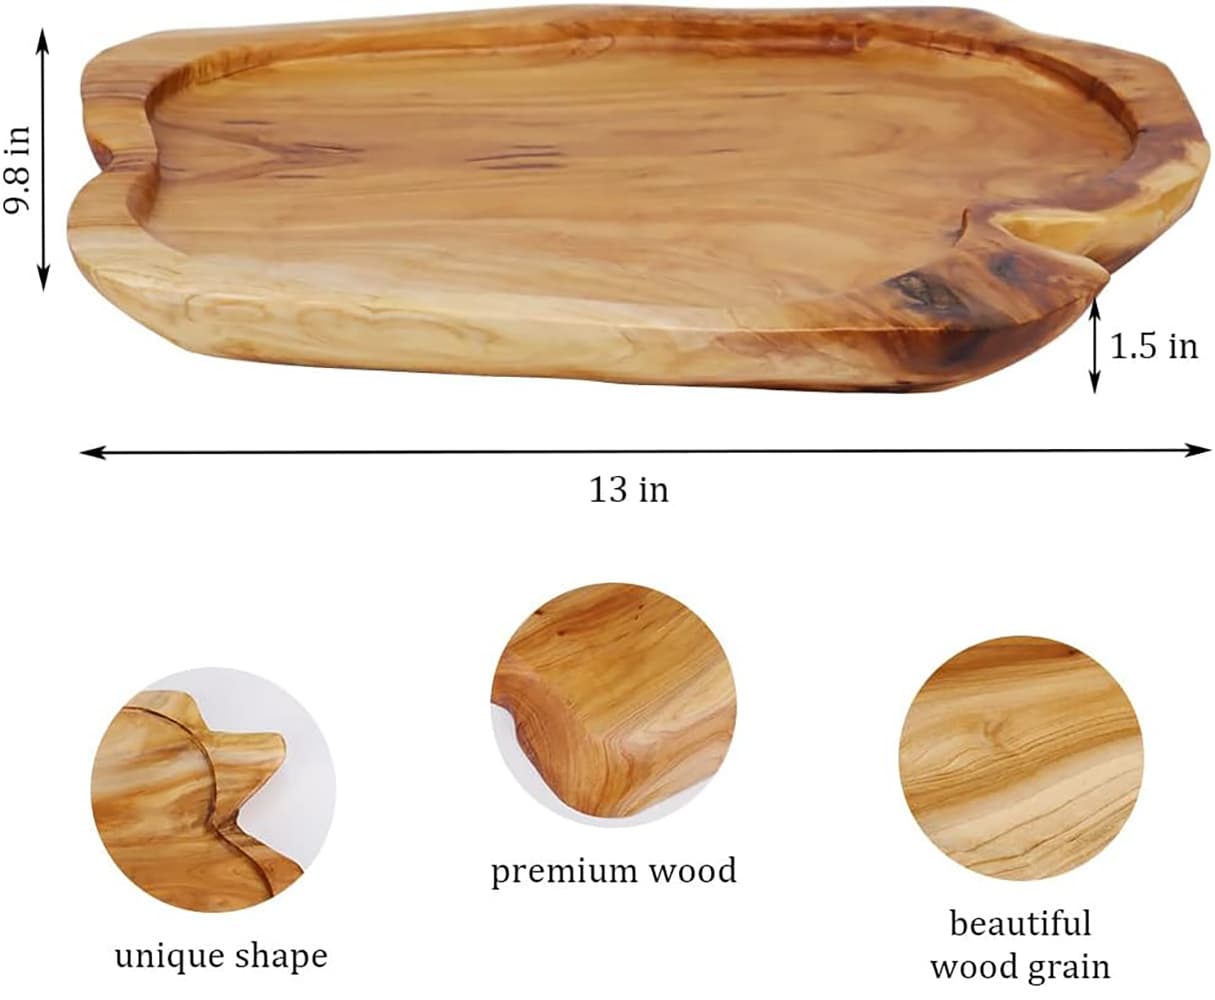 9.8 in
1.5 in
13 in
unique shape
premium wood
beautiful
wood grain